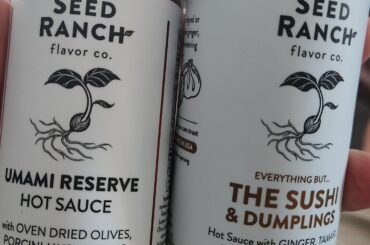 SEED
RANCH
flavor co.
UMAMI RESERVE
HOT SAUCE
with OVEN DRIED OLIVES,
SEED
RANCH
flavor co.
EVERYTHING BUT...
THE SUSHI
& DUMPLINGS
Hot Sauce with GINGER, TAMARI